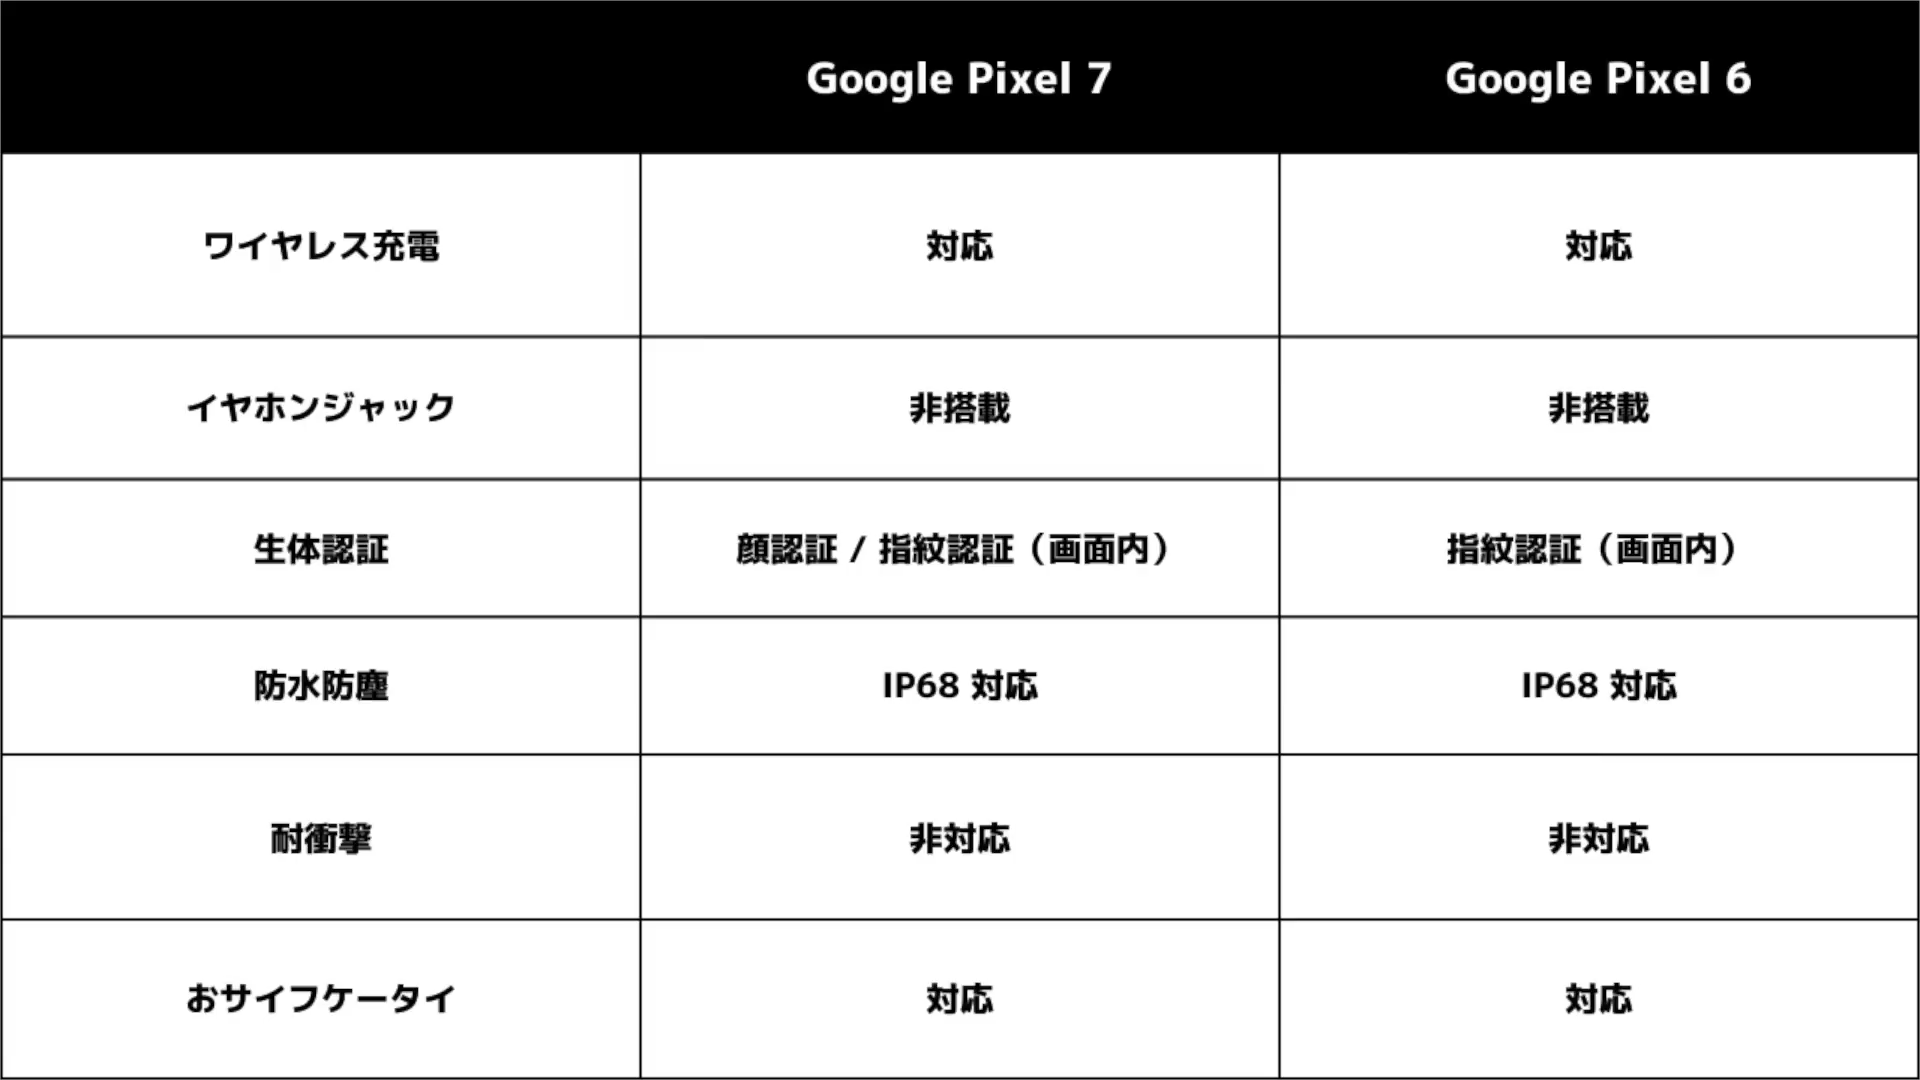 Google Pixel 7 Google Pixel 6
ワイヤレス充電 対応 対応
イヤホンジャック 非搭載 非搭載
生体認証 顔認証 / 指紋認証（画面内） 指紋認証（画面内）
防水防塵 IP68 対応 IP68 対応
耐衝撃 非対応 非対応
おサイフケータイ 対応 対応